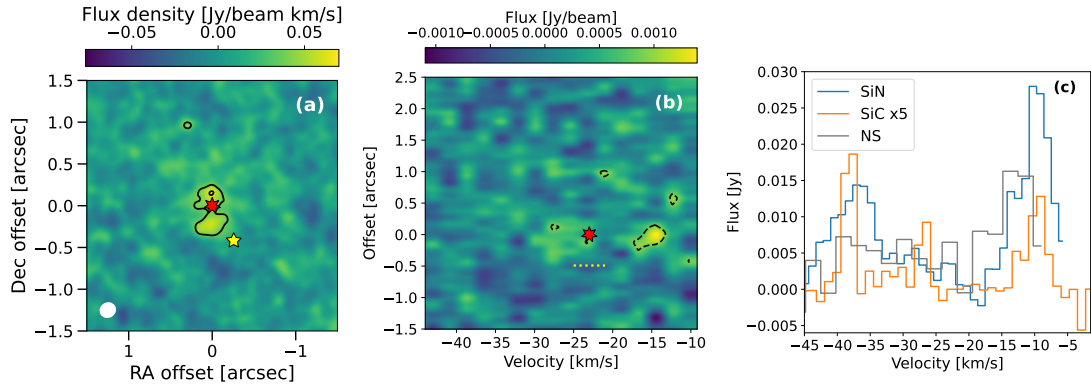 Flux density [Jy/beam km/s]
−0.05 0.00 0.05
(a)
1.5
1.0
0.5
0.0
−0.5
−1.0
−1.5
Dec offset [arcsec]
1 0 −1
RA offset [arcsec]
Flux [Jy/beam]
−0.0010 −0.0005 0.0000 0.0005 0.0010
(b)
2.5
2.0
1.5
1.0
0.5
0.0
−0.5
−1.0
−1.5
Offset [arcsec]
−40 −35 −30 −25 −20 −15 −10
Velocity [km/s]
(c)
SiN
SiC x5
NS
0.030
0.025
0.020
0.015
0.010
0.005
0.000
−0.005
Flux [Jy]
−45 −40 −35 −30 −25 −20 −15 −10 −5
Velocity [km/s]